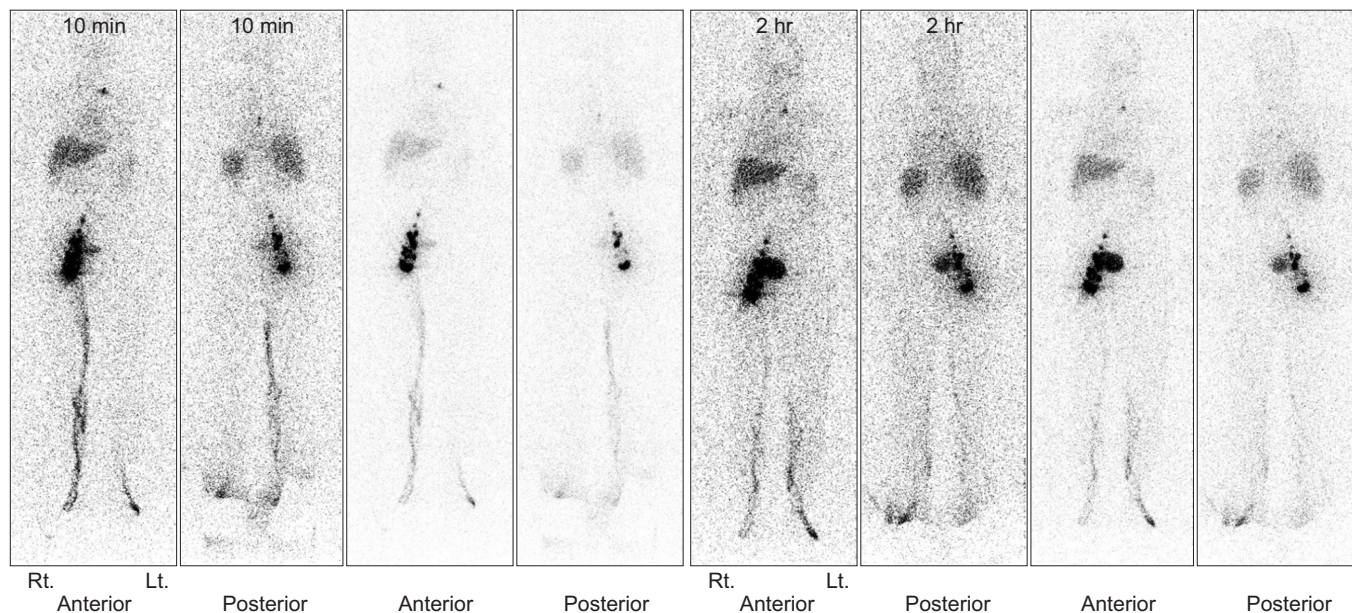 10 min 10 min 2 hr 2 hr
Rt. Lt. Rt. Lt.
Anterior Posterior Anterior Posterior Anterior Posterior Anterior Posterior